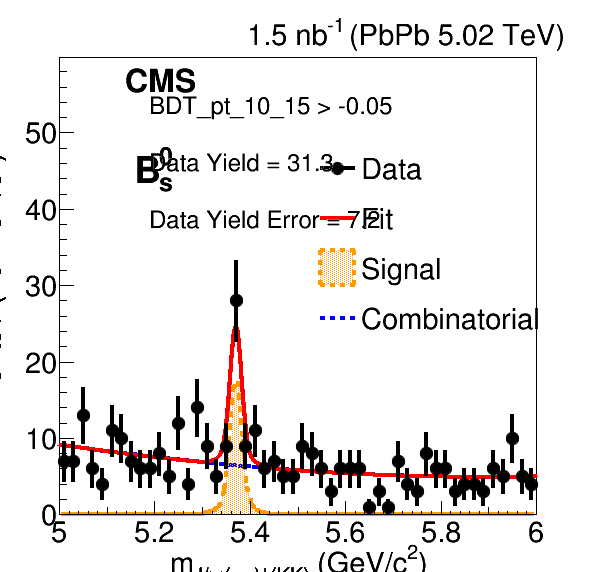 1.5 nb-1 (PbPb 5.02 TeV)
CMS
BDT_pt_10_15 > -0.05
B0s
Data Yield = 31.3
Data
Data Yield Error = 7.2
Fit
Signal
Combinatorial
50
40
30
20
10
0
5 5.2 5.4 5.6 5.8 6
m (GeV/c2)